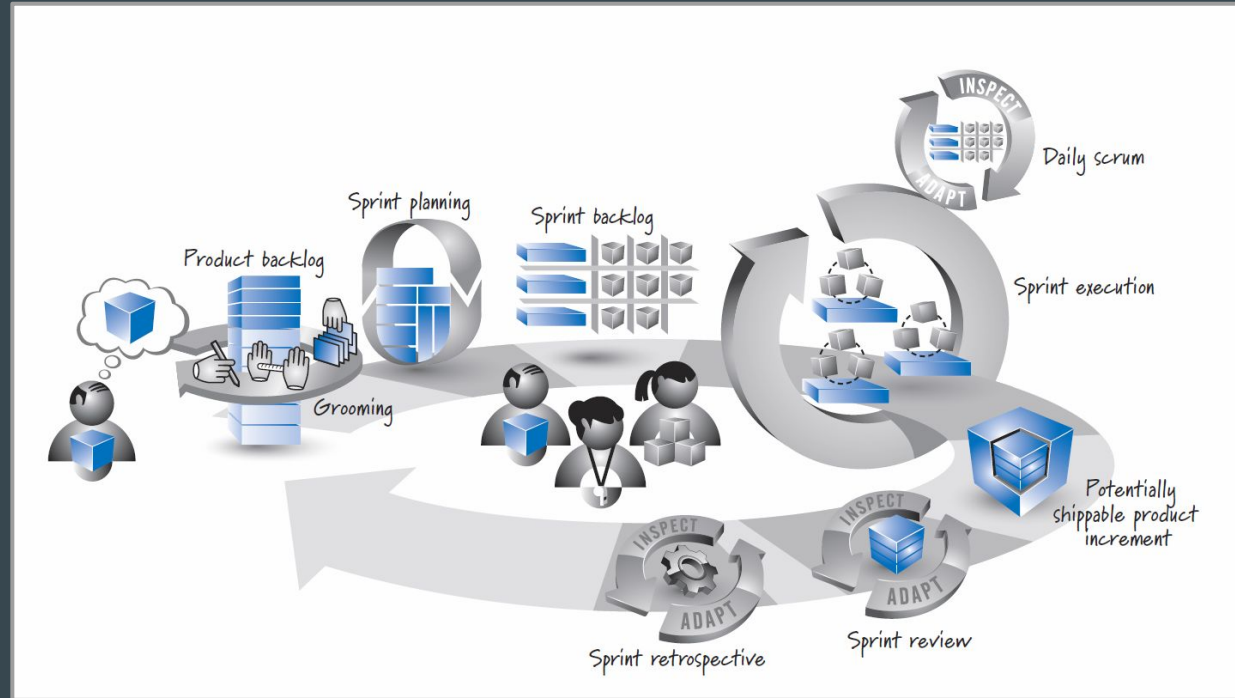 INSPECT
ADAPT
Daily scrum
Sprint planning
Sprint backlog
Product backlog
Sprint execution
Grooming
Potentially
shippable product
increment
INSPECT
ADAPT
Sprint review
INSPECT
ADAPT
Sprint retrospective